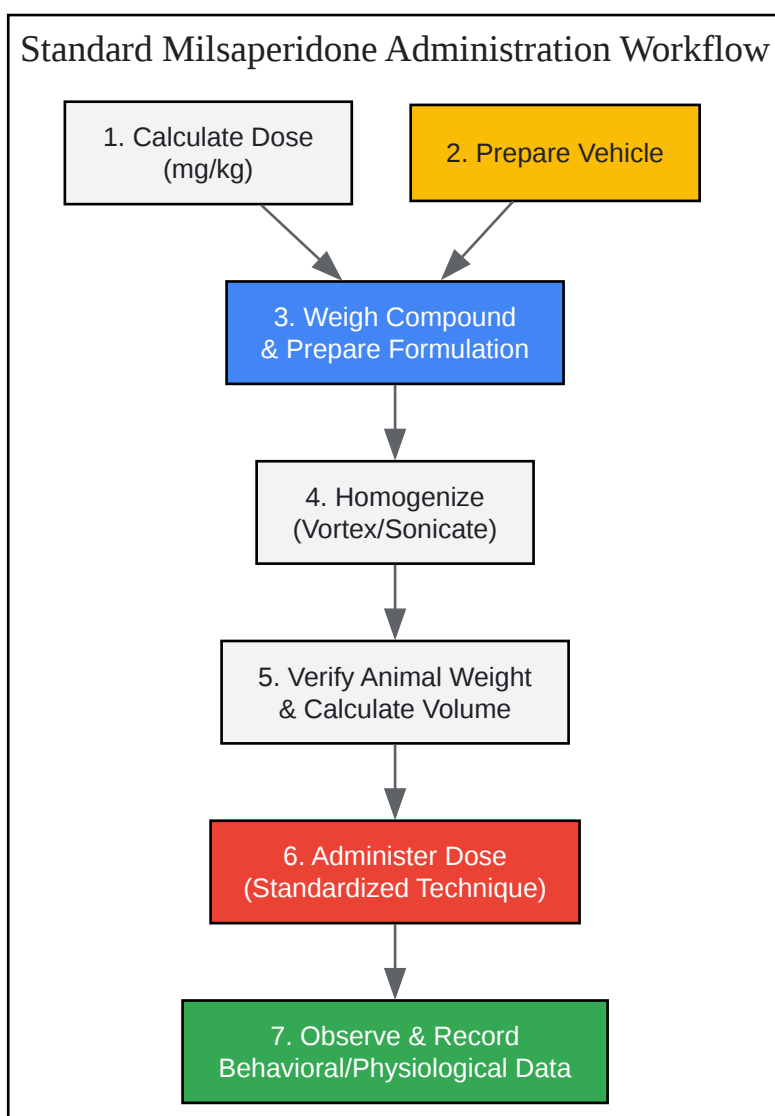 Standard Milsaperidone Administration Workflow
1. Calculate Dose
(mg/kg)
2. Prepare Vehicle
3. Weigh Compound
& Prepare Formulation
4. Homogenize
(Vortex/Sonicate)
5. Verify Animal Weight
& Calculate Volume
6. Administer Dose
(Standardized Technique)
7. Observe & Record
Behavioral/Physiological Data